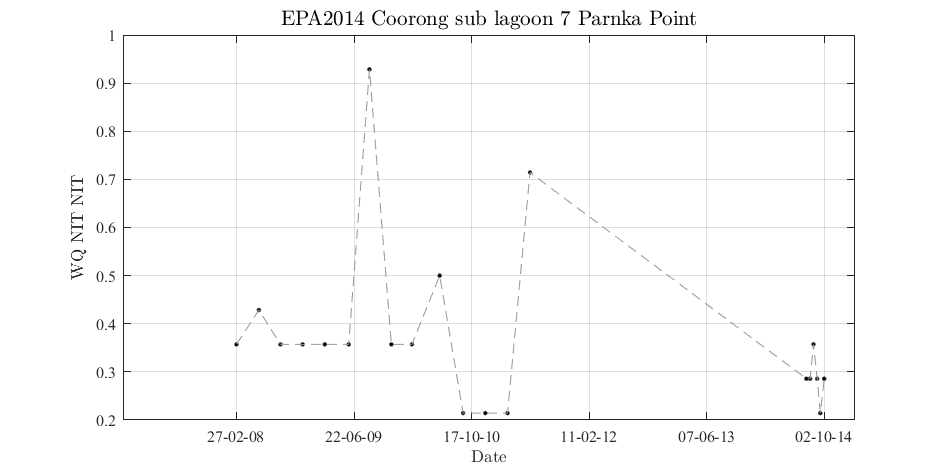 EPA2014 Coorong sub lagoon 7 Parnka Point
1
0.9
0.8
0.7
0.6
0.5
0.4
0.3
0.2
WQ NIT NIT
27-02-08 22-06-09 17-10-10 11-02-12 07-06-13 02-10-14
Date